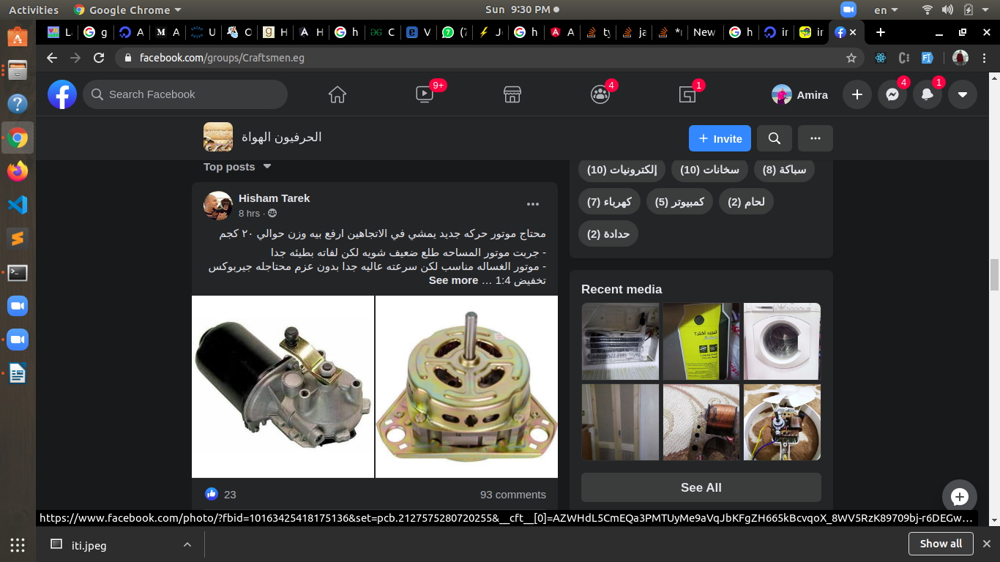 Activities
Google Chrome
Sun 9:30 PM
en
L
g
A
A
U
O
H
H
h
C
V
(7
J
h
A
ty
ja
*r
New
h
ir
ir
facebook.com/groups/Craftsmen.eg
Search Facebook
9+
4
1
Amira
4
1
الحرفيون الهواة
Invite
Top posts
Hisham Tarek
8 hrs ·
محتاج موتور حركه جديد يمشي في الاتجاهين ارفع بيه وزن حوالي ٢٠ كجم
- جربت موتور المساحه طلع ضعيف شويه لكن لفاته بطيئه جدا
- موتور الغساله مناسب لكن سرعته عاليه جدا بدون عزم محتاجله جيربوكس
تخفيض 1:4 … See more
23
93 comments
سباكة (8)
سخانات (10)
إلكترونيات (10)
لحام (2)
كمبيوتر (5)
كهرباء (7)
حدادة (2)
Recent media
See All
https://www.facebook.com/photo/?fbid=10163425418175136&set=pcb.2127575280720255&__cft__[0]=AZWHdL5CmEQa3PMTUyMe9aVqJbKFgZH665kBcvqoX_8WV5RzK89709bj-r6DEGw…
iti.jpeg
Show all